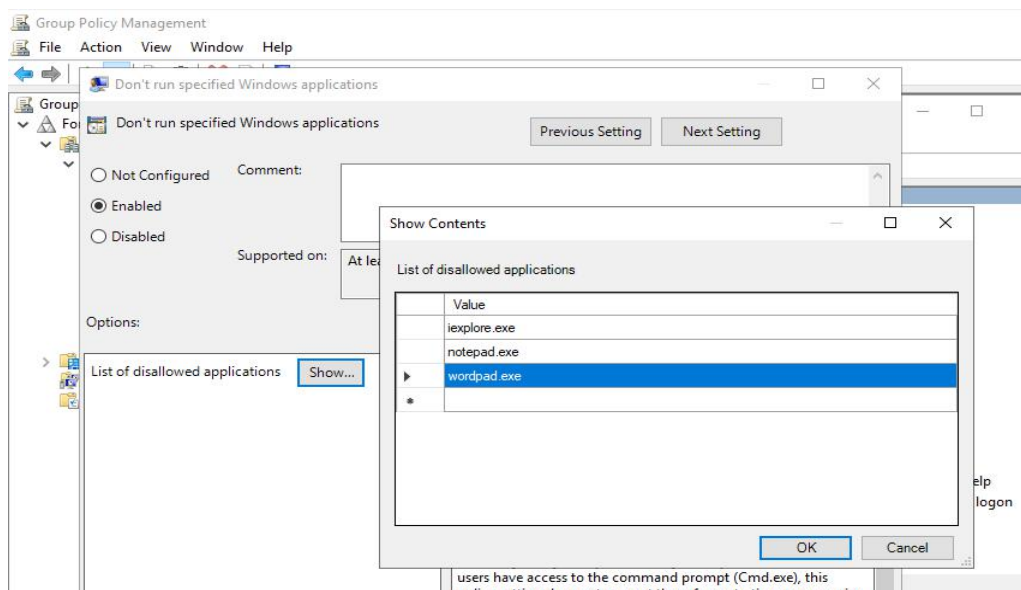 Group Policy Management
File Action View Window Help
Don't run specified Windows applications
Group
Fo
Don't run specified Windows applications
Previous Setting Next Setting
Not Configured
Comment:
Enabled
Disabled
Supported on:
At lea
Show Contents
List of disallowed applications
Value
iexplore.exe
notepad.exe
wordpad.exe
OK Cancel
Options:
List of disallowed applications Show...
elp
logon
users have access to the command prompt (Cmd.exe), this